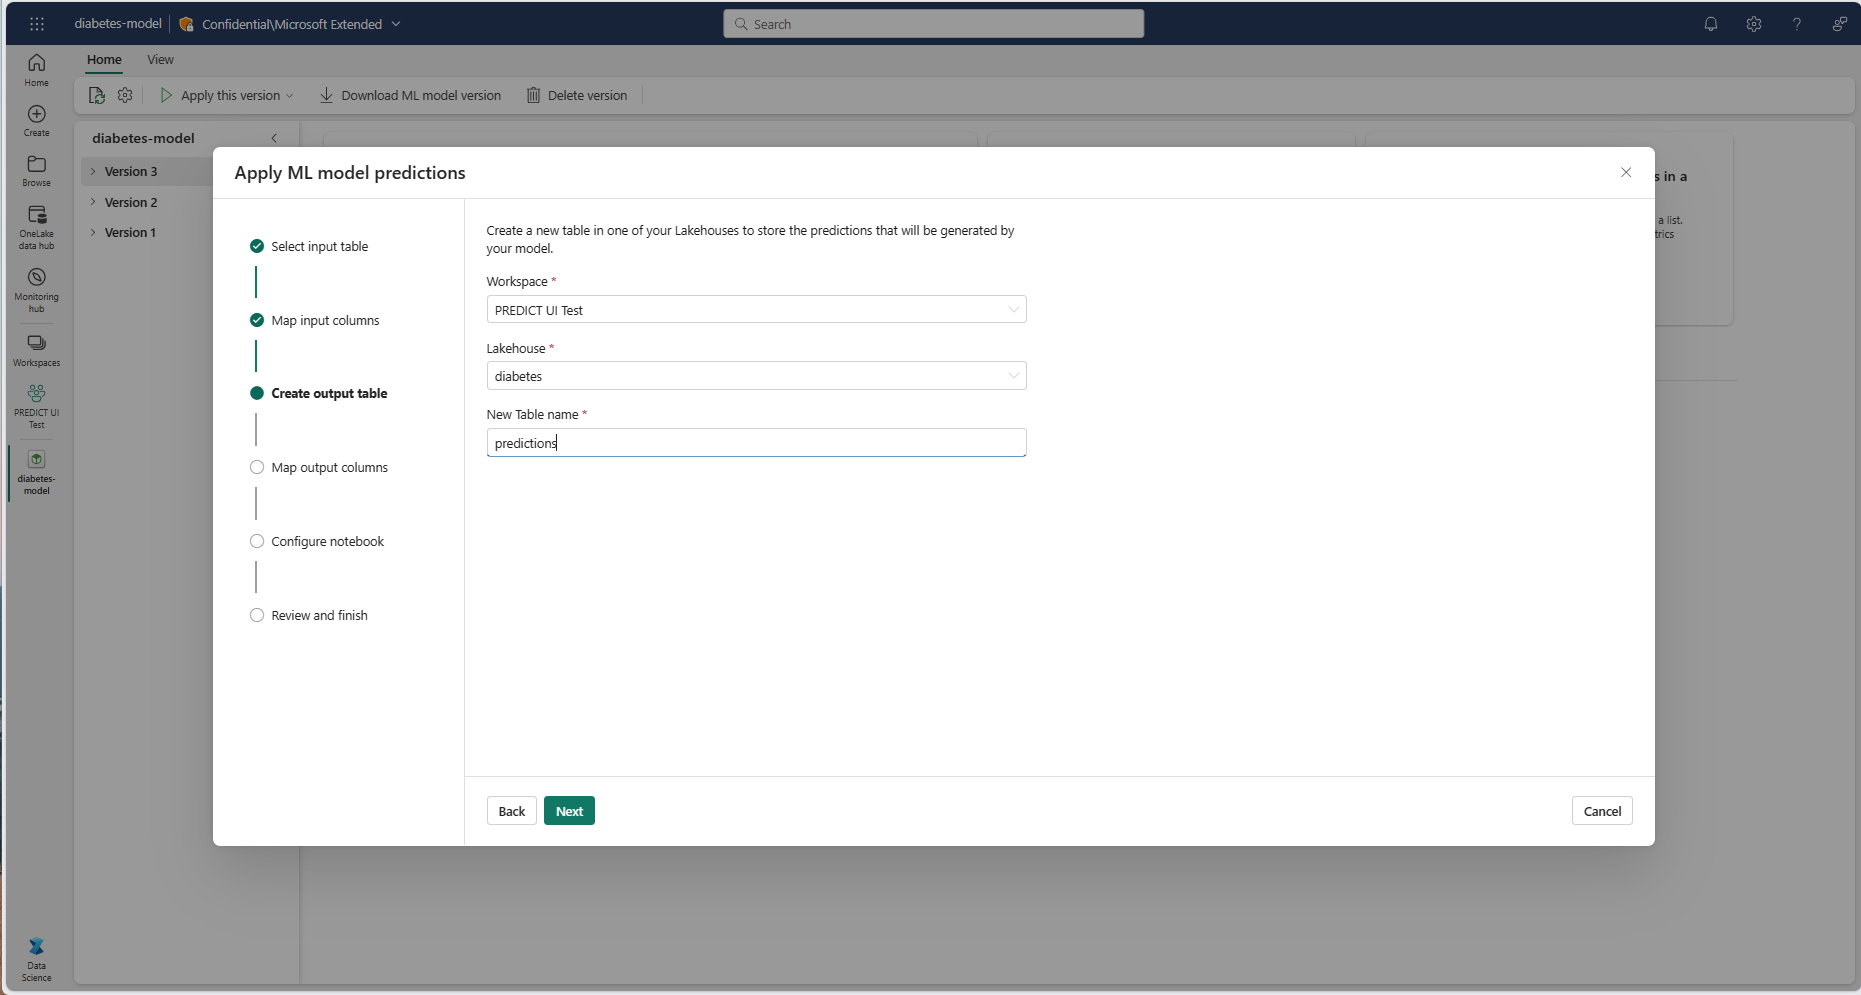 diabetes-model
Confidential\Microsoft Extended
Search
Home
View
Apply this version
Download ML model version
Delete version
Home
Create
Browse
OneLake
data hub
Monitoring
hub
Workspaces
PREDICT UI
Test
diabetes-
model
Data
Science
diabetes-model
Version 3
Version 2
Version 1
s in a
a list.
trics
Apply ML model predictions
Select input table
Map input columns
Create output table
Map output columns
Configure notebook
Review and finish
Create a new table in one of your Lakehouses to store the predictions that will be generated by
your model.
Workspace *
PREDICT UI Test
Lakehouse *
diabetes
New Table name *
predictions
Back
Next
Cancel